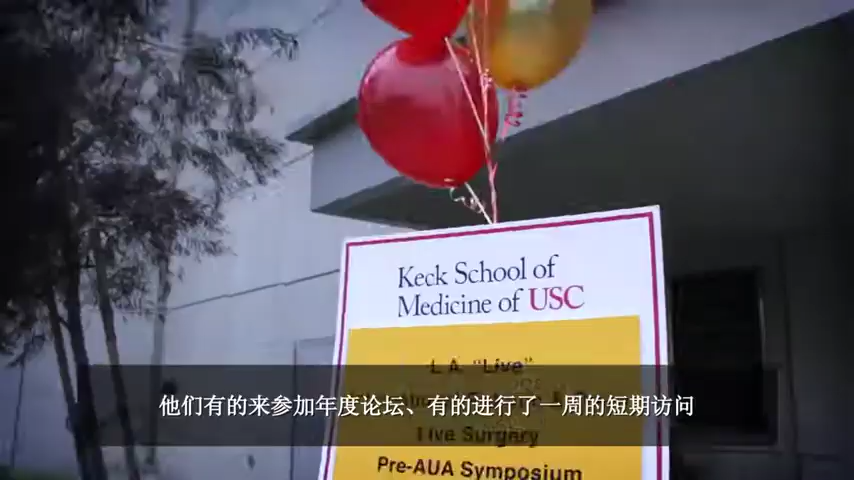 Keck School of
Medicine of USC
L.A. "Live"
他们有的来参加年度论坛、有的进行了一周的短期访问
Live Surgery
Pre-AUA Symposium